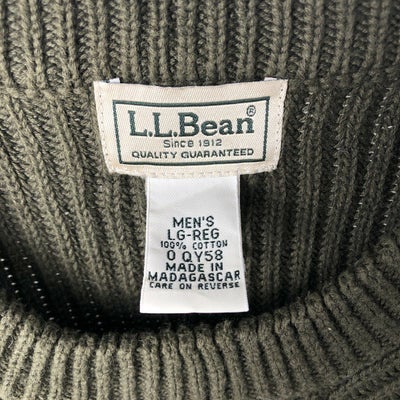 L.L.Bean®
Since 1912
QUALITY GUARANTEED
MEN'S
LG-REG
100% COTTON
0 QY58
MADE IN
MADAGASCAR
CARE ON REVERSE